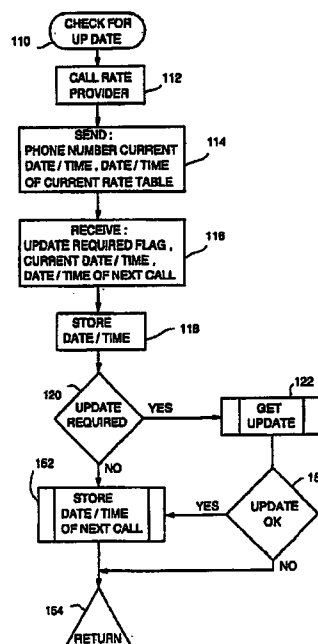 CHECK FOR
UP DATE
110
CALL RATE
PROVIDER
112
SEND :
PHONE NUMBER CURRENT
DATE / TIME , DATE / TIME
OF CURRENT RATE TABLE
114
RECEIVE :
UPDATE REQUIRED FLAG ,
CURRENT DATE / TIME ,
DATE / TIME OF NEXT CALL
116
STORE
DATE / TIME
118
120
UPDATE
REQUIRED
YES
122
GET
UPDATE
NO
152
STORE
DATE / TIME
OF NEXT CALL
YES
UPDATE
OK
NO
154
RETURN